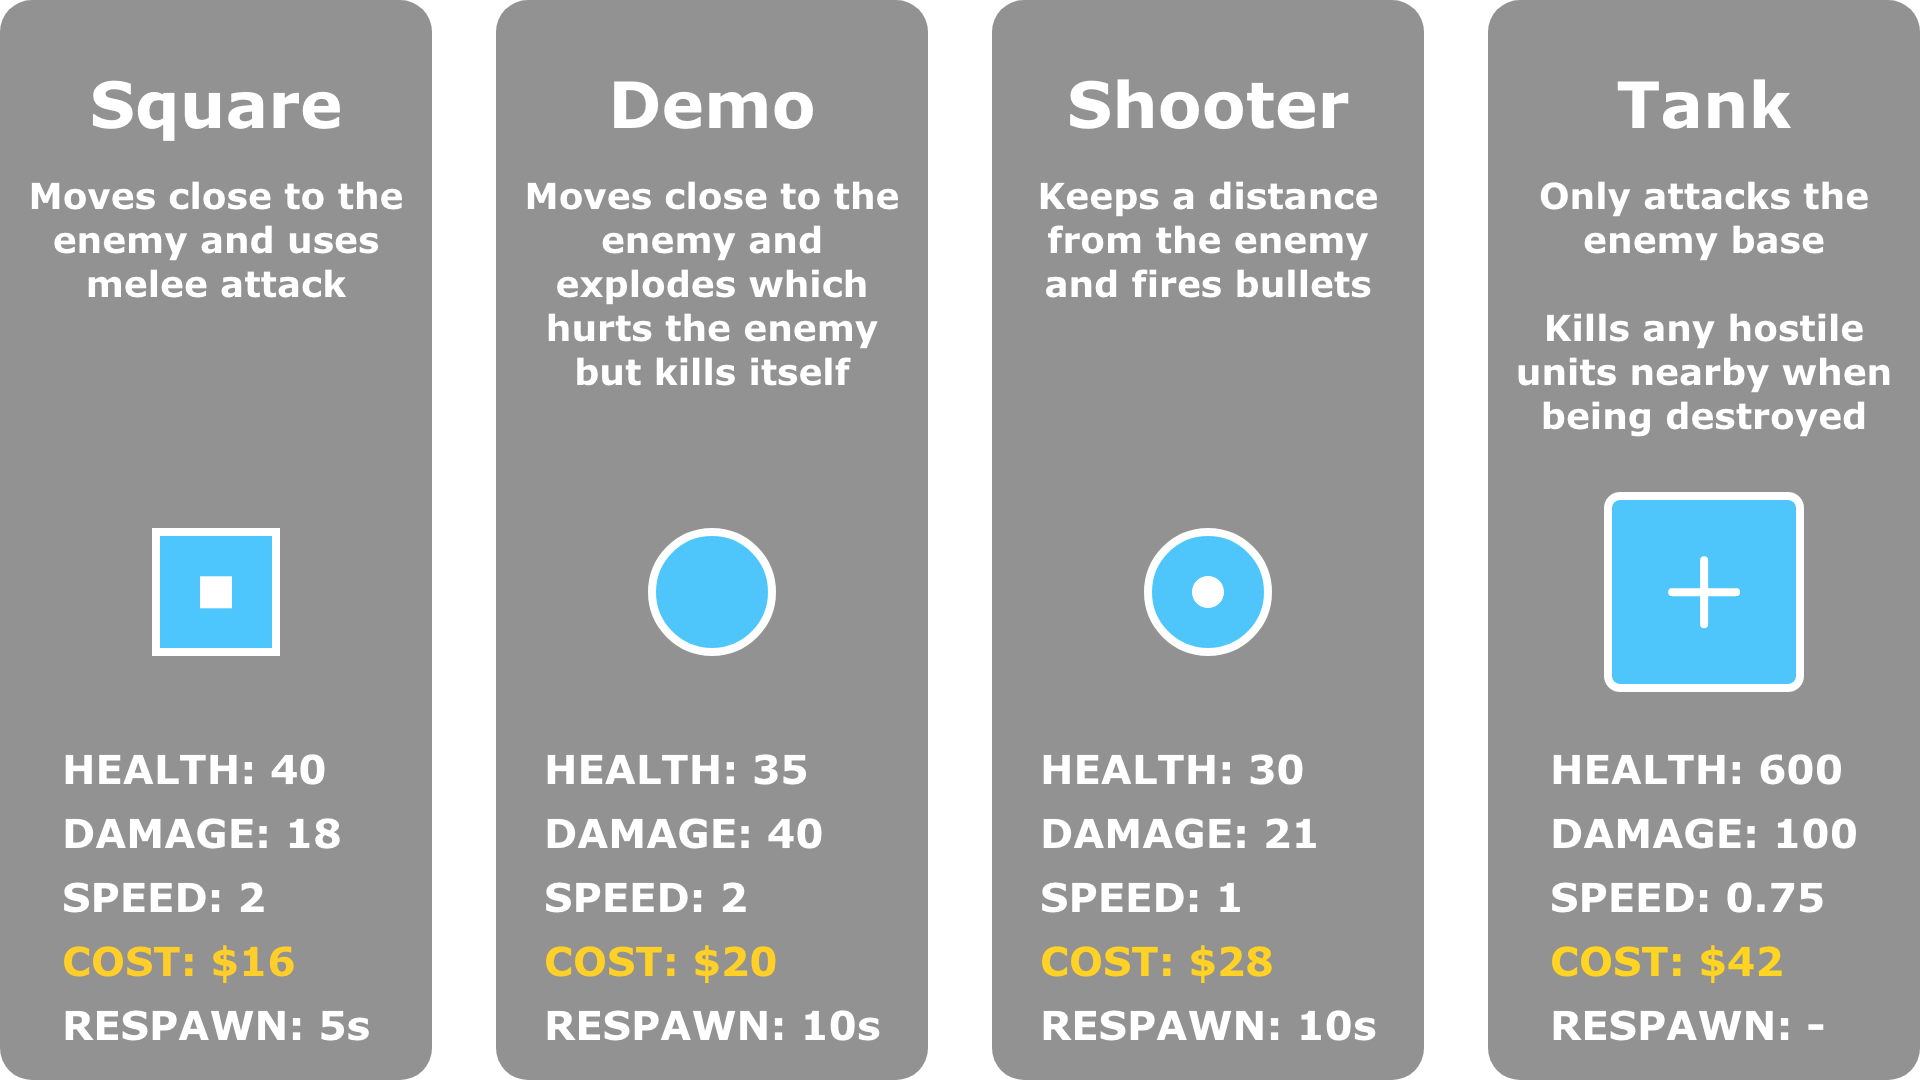 Square
Moves close to the
enemy and uses
melee attack
HEALTH: 40
DAMAGE: 18
SPEED: 2
COST: $16
RESPAWN: 5s
Demo
Moves close to the
enemy and
explodes which
hurts the enemy
but kills itself
HEALTH: 35
DAMAGE: 40
SPEED: 2
COST: $20
RESPAWN: 10s
Shooter
Keeps a distance
from the enemy
and fires bullets
HEALTH: 30
DAMAGE: 21
SPEED: 1
COST: $28
RESPAWN: 10s
Tank
Only attacks the
enemy base
Kills any hostile
units nearby when
being destroyed
HEALTH: 600
DAMAGE: 100
SPEED: 0.75
COST: $42
RESPAWN: -